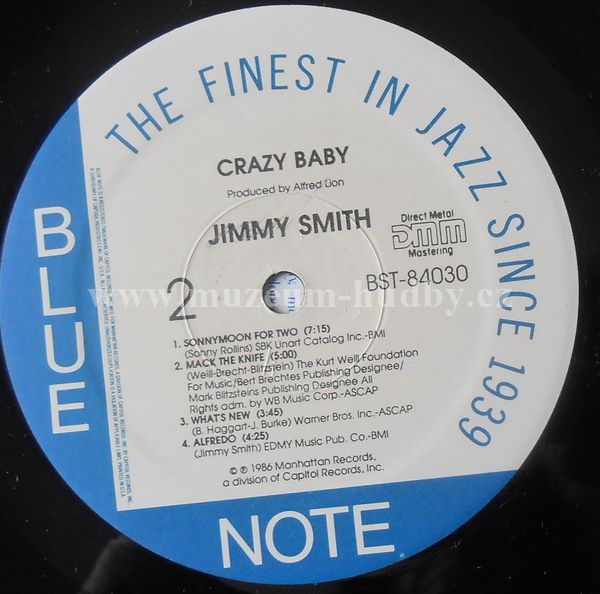 THE FINEST IN JAZZ SINCE 1939
CRAZY BABY
Produced by Alfred Lion
JIMMY SMITH
Direct Metal
DMM
Mastering
BST-84030
2
www.muzeum-hudby.cz
1. SONNYMOON FOR TWO (7:15)
(Sonny Rollins) SBK Unart Catalog Inc.-BMI
2. MACK THE KNIFE (5:00)
(Weill-Brecht-Blitzstein) The Kurt Weill Foundation
For Music/Bert Brechtes Publishing Designee/
Mark Blitzsteins Publishing Designee All
Rights adm. by WB Music Corp.-ASCAP
3. WHAT'S NEW (3:45)
(B. Haggart-J. Burke) Warner Bros. Inc.-ASCAP
4. ALFREDO (4:25)
(Jimmy Smith) EDMY Music Pub. Co.-BMI
© ℗ 1986 Manhattan Records,
a division of Capitol Records, Inc.
BLUE
NOTE